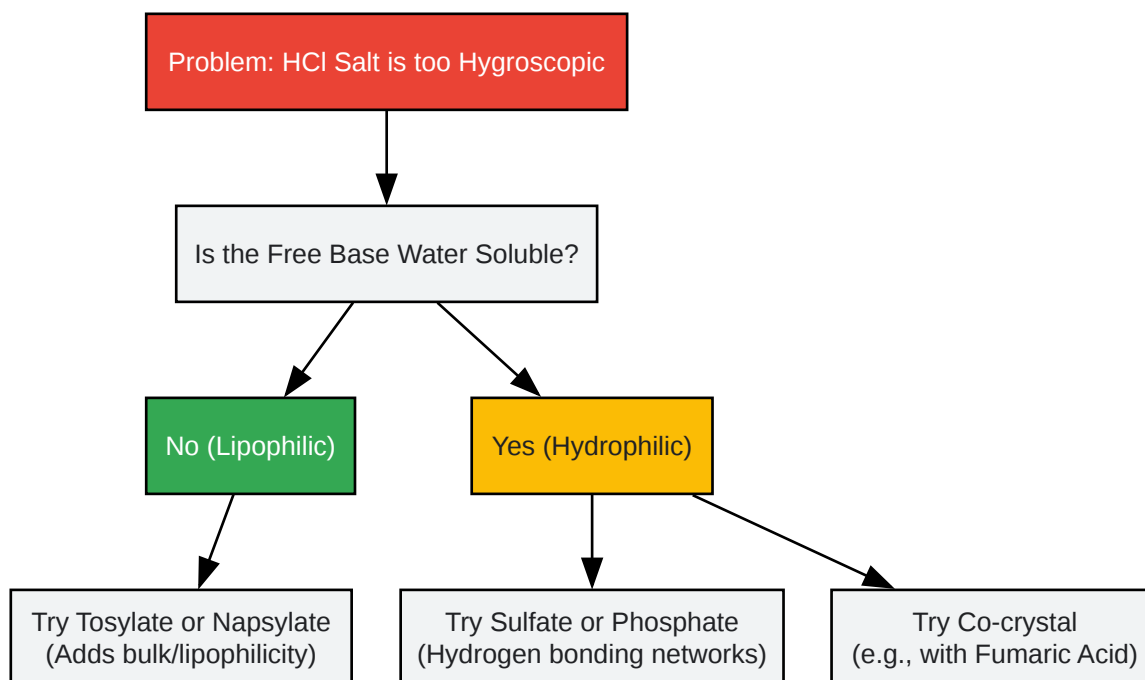 Problem: HCl Salt is too Hygroscopic
Is the Free Base Water Soluble?
No (Lipophilic)
Yes (Hydrophilic)
Try Tosylate or Napsylate
(Adds bulk/lipophilicity)
Try Sulfate or Phosphate
(Hydrogen bonding networks)
Try Co-crystal
(e.g., with Fumaric Acid)